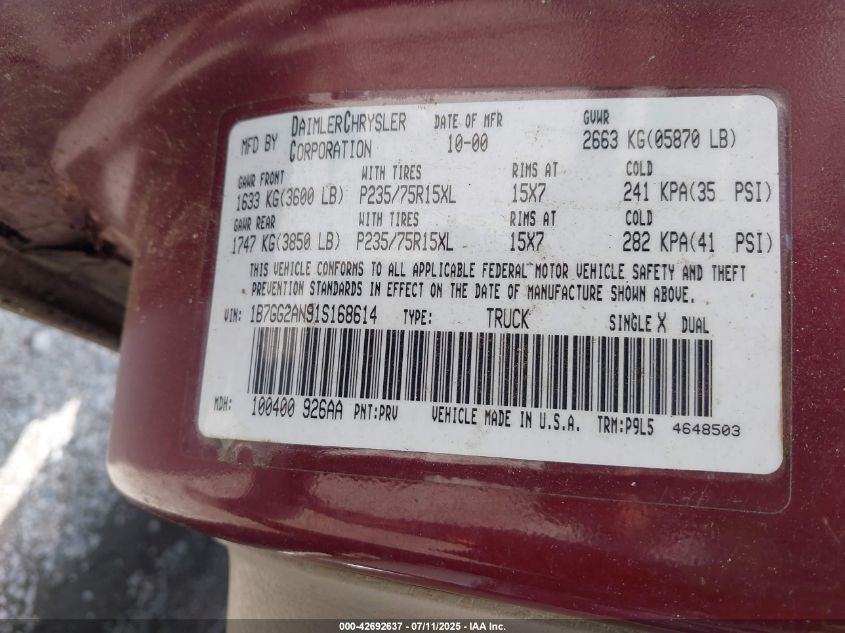 MFD BY DAIMLERCHRYSLER CORPORATION DATE OF MFR 10-00 GVWR 2663 KG(05870 LB)
GAWR FRONT WITH TIRES RIMS AT COLD
1633 KG(3600 LB) P235/75R15XL 15X7 241 KPA(35 PSI)
GAWR REAR WITH TIRES RIMS AT COLD
1747 KG(3850 LB) P235/75R15XL 15X7 282 KPA(41 PSI)
THIS VEHICLE CONFORMS TO ALL APPLICABLE FEDERAL MOTOR VEHICLE SAFETY AND THEFT
PREVENTION STANDARDS IN EFFECT ON THE DATE OF MANUFACTURE SHOWN ABOVE.
VIN: 1B7GG2AN91S168614 TYPE: TRUCK SINGLE X DUAL
MDH: 100400 926AA PNT:PRV VEHICLE MADE IN U.S.A. TRM:P9L5 4648503
000-42692637 - 07/11/2025 - IAA Inc.